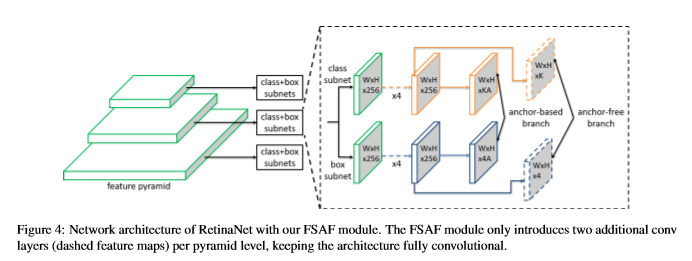 class+box
subnets
class+box
subnets
class+box
subnets
feature pyramid
class
subnet
WxH
x256
x4
WxH
x256
WxH
xKA
WxH
xK
anchor-based
branch
anchor-free
branch
box
subnet
WxH
x256
x4
WxH
x256
WxH
x4A
WxH
x4
Figure 4: Network architecture of RetinaNet with our FSAF module. The FSAF module only introduces two additional conv
layers (dashed feature maps) per pyramid level, keeping the architecture fully convolutional.